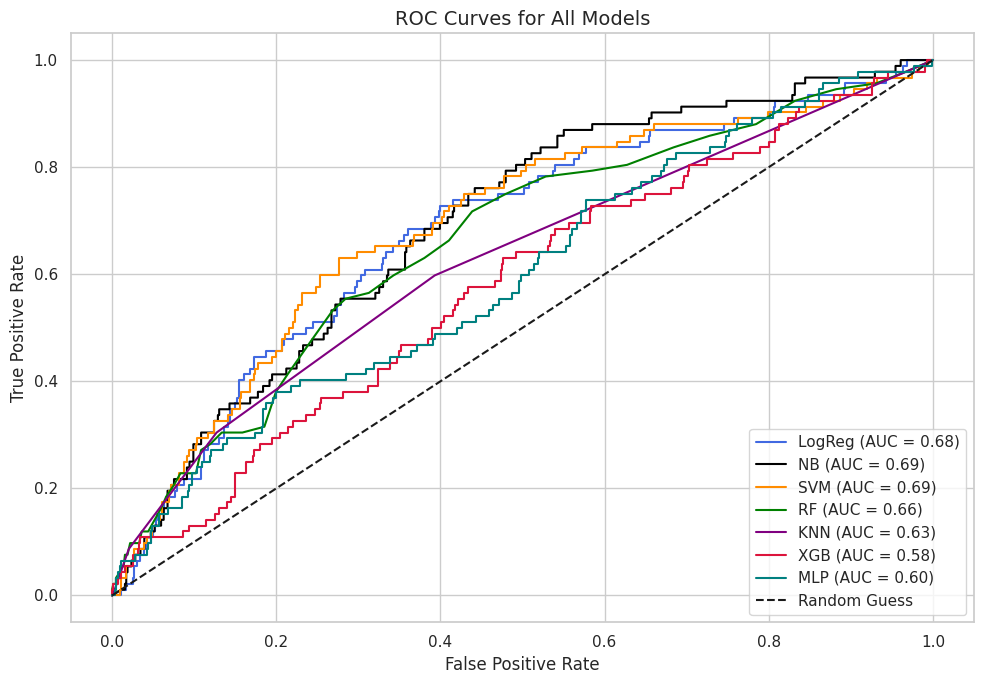 ROC Curves for All Models
True Positive Rate
1.0
0.8
0.6
0.4
0.2
0.0
0.0 0.2 0.4 0.6 0.8 1.0
False Positive Rate
LogReg (AUC = 0.68)
NB (AUC = 0.69)
SVM (AUC = 0.69)
RF (AUC = 0.66)
KNN (AUC = 0.63)
XGB (AUC = 0.58)
MLP (AUC = 0.60)
Random Guess